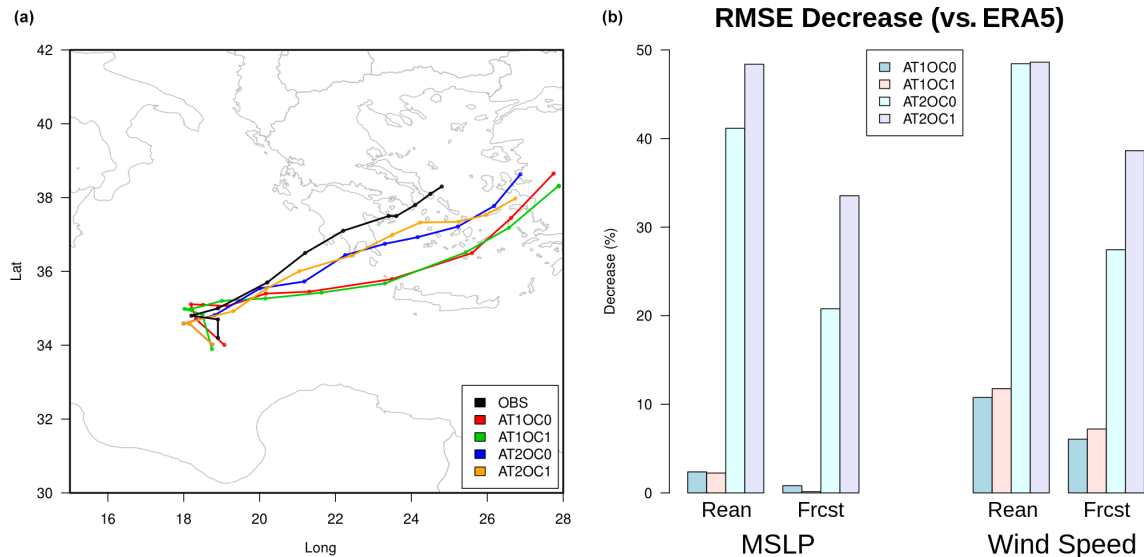 (a)
42
40
38
36
34
32
30
Lat
16
18
20
22
24
26
28
Long
OBS
AT1OC0
AT1OC1
AT2OC0
AT2OC1
(b)
RMSE Decrease (vs. ERA5)
50
40
30
20
10
0
Decrease (%)
AT1OC0
AT1OC1
AT2OC0
AT2OC1
Rean
Frcst
Rean
Frcst
MSLP
Wind Speed